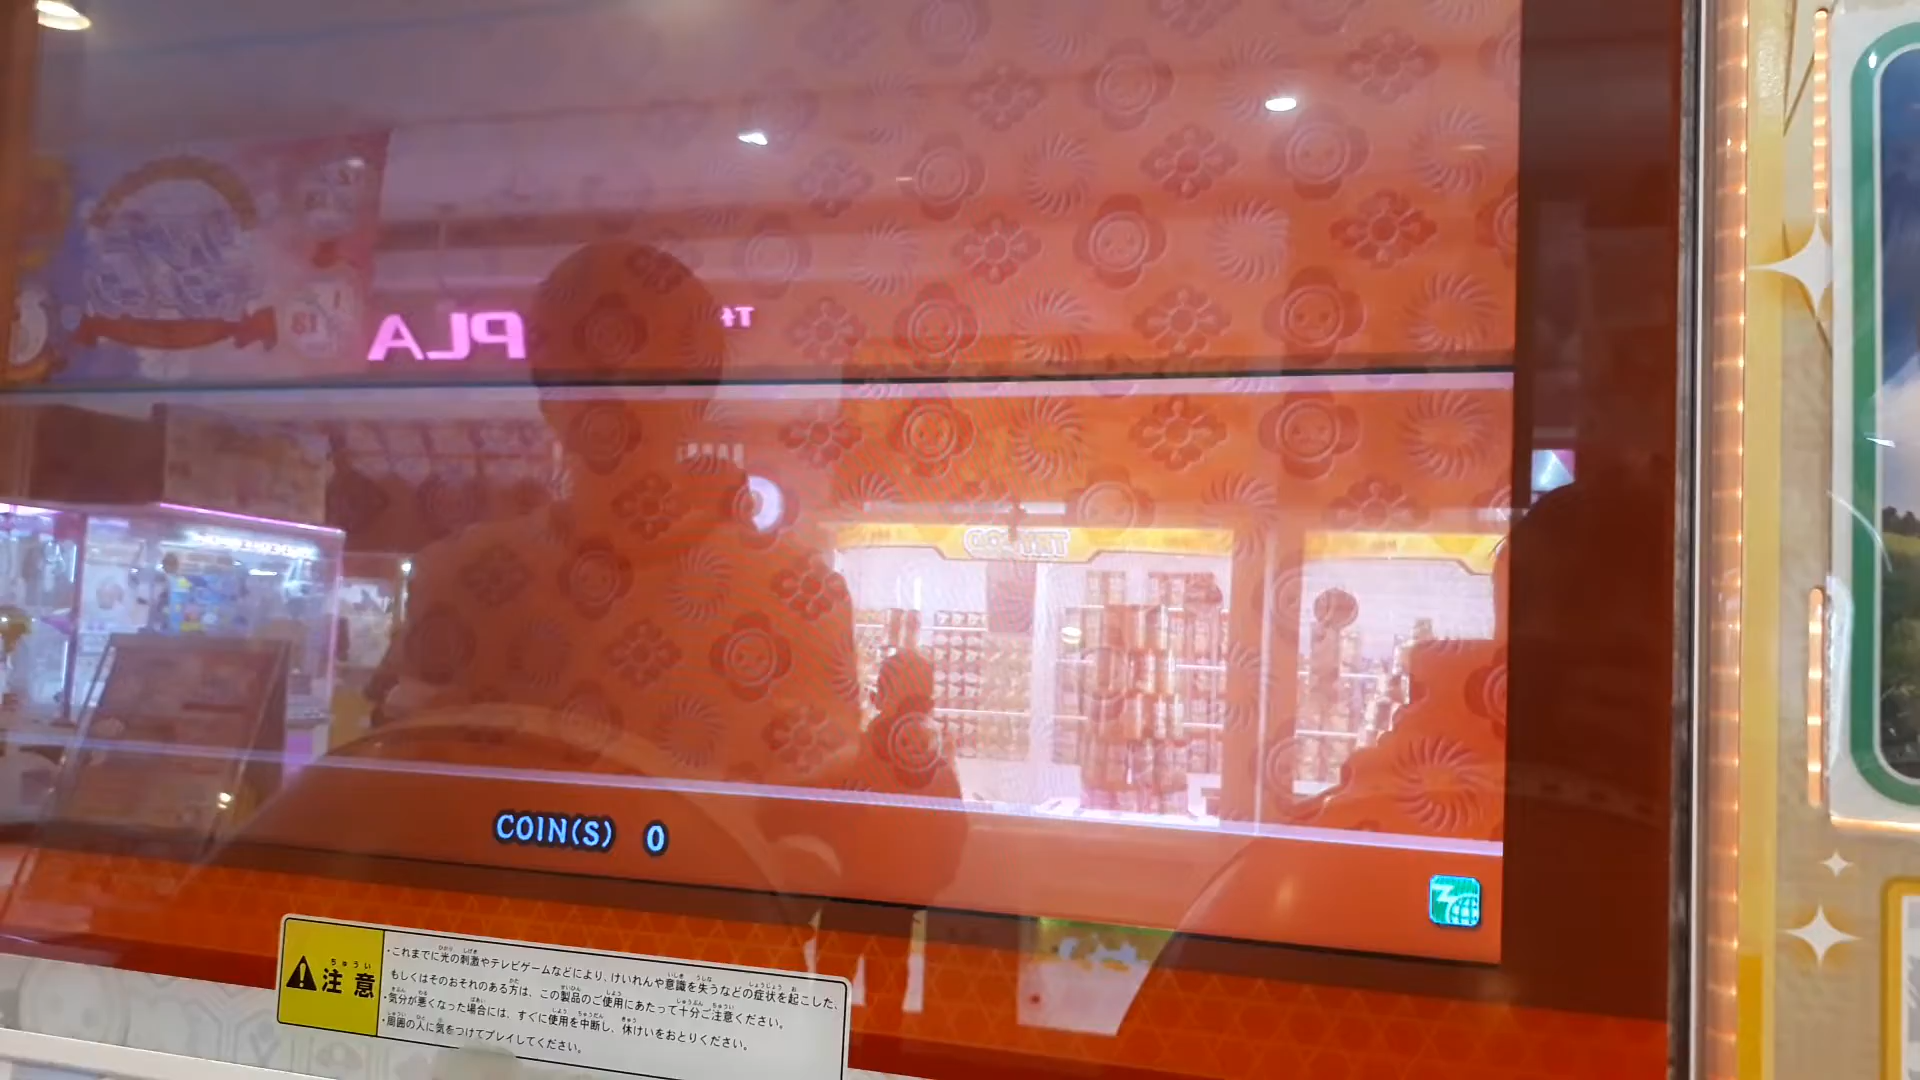 PLA
COIN(S) 0
ちゅうい
注意
・これまでに光の刺激やテレビゲームなどにより、けいれんや意識を失うなどの症状を起こした、
もしくはそのおそれのある方は、この製品のご使用にあたって十分ご注意ください。
・気分が悪くなった場合には、すぐに使用を中断し、休けいをおとりください。
・周囲の人に気をつけてプレイしてください。